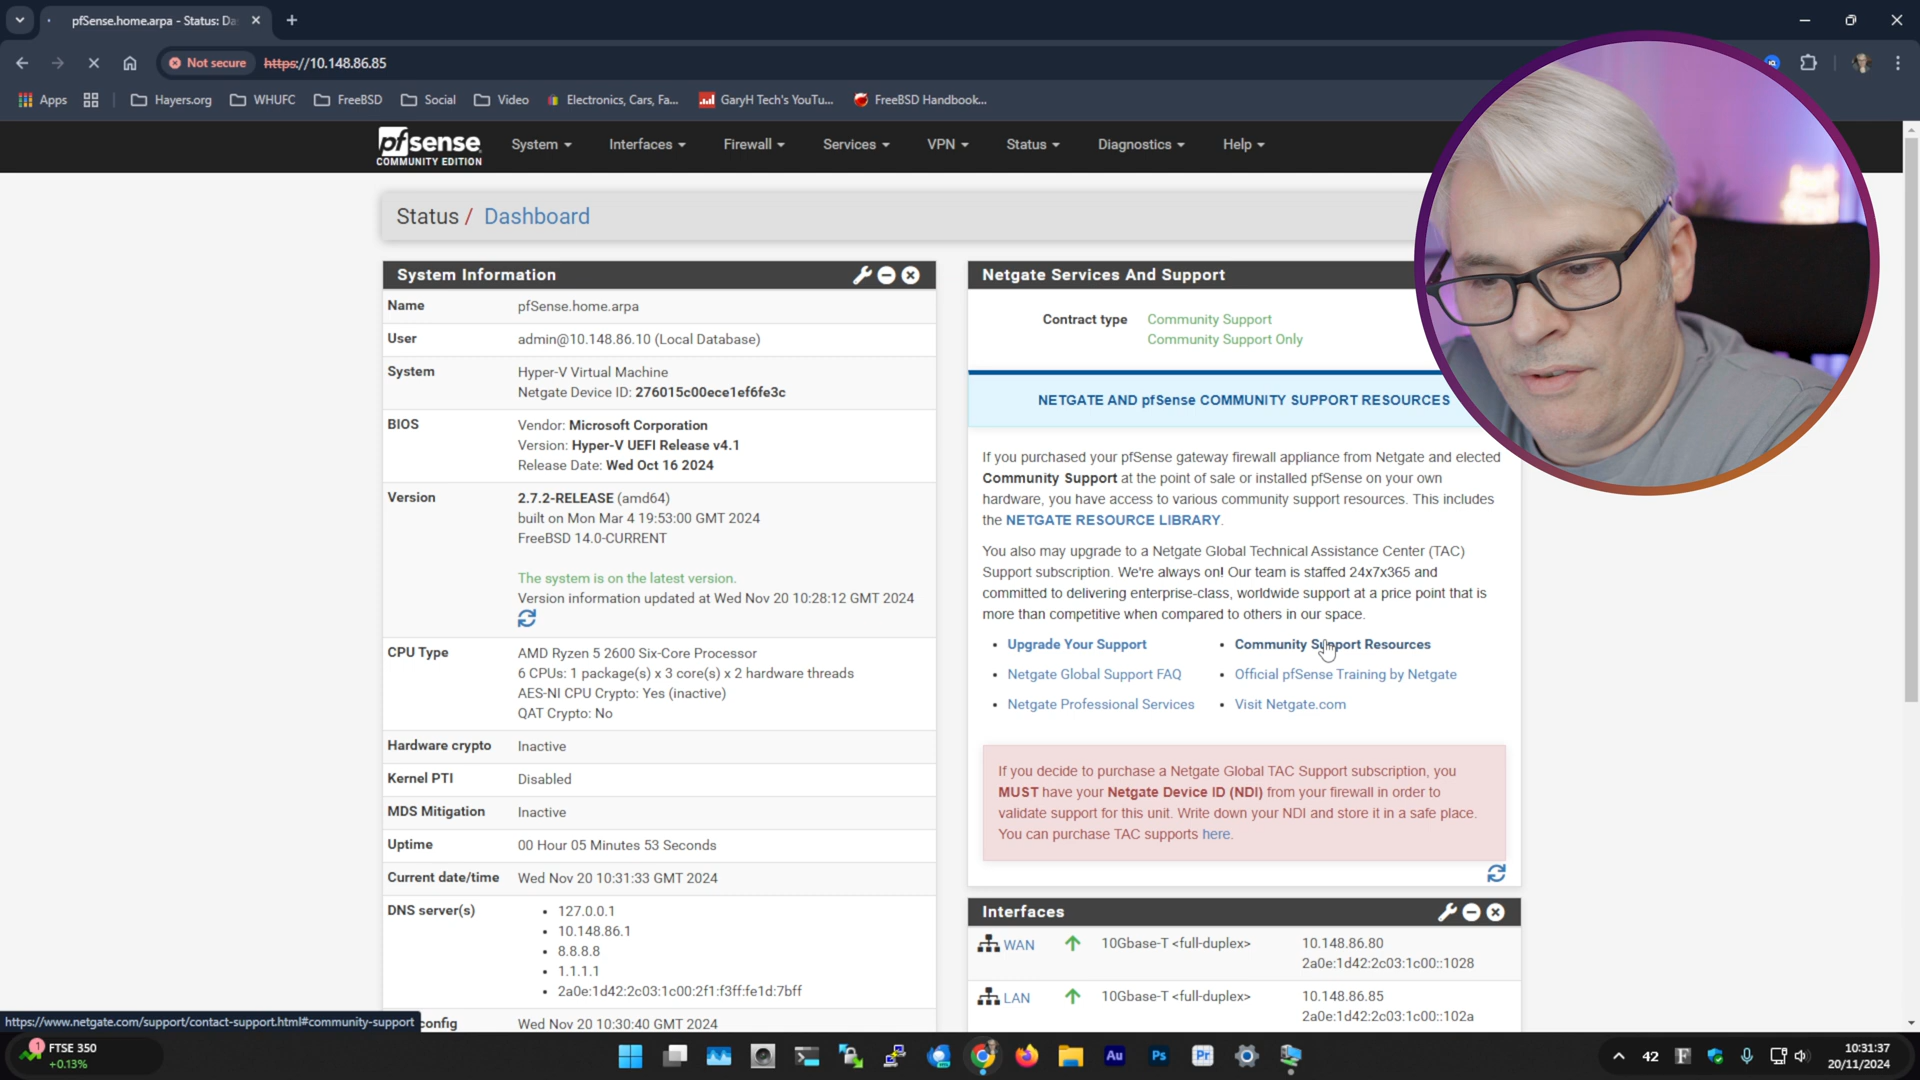 pfSense.home.arpa - Status: Da
Not secure
https://10.148.86.85
Apps
Hayers.org
WHUFC
FreeBSD
Social
Video
Electronics, Cars, Fa...
GaryH Tech's YouTu...
FreeBSD Handbook...
pfsense
COMMUNITY EDITION
System
Interfaces
Firewall
Services
VPN
Status
Diagnostics
Help
Status / Dashboard
System Information
Name pfSense.home.arpa
User admin@10.148.86.10 (Local Database)
System Hyper-V Virtual Machine
Netgate Device ID: 276015c00ece1ef6fe3c
BIOS Vendor: Microsoft Corporation
Version: Hyper-V UEFI Release v4.1
Release Date: Wed Oct 16 2024
Version 2.7.2-RELEASE (amd64)
built on Mon Mar 4 19:53:00 GMT 2024
FreeBSD 14.0-CURRENT
The system is on the latest version.
Version information updated at Wed Nov 20 10:28:12 GMT 2024
CPU Type AMD Ryzen 5 2600 Six-Core Processor
6 CPUs: 1 package(s) x 3 core(s) x 2 hardware threads
AES-NI CPU Crypto: Yes (inactive)
QAT Crypto: No
Hardware crypto Inactive
Kernel PTI Disabled
MDS Mitigation Inactive
Uptime 00 Hour 05 Minutes 53 Seconds
Current date/time Wed Nov 20 10:31:33 GMT 2024
DNS server(s)
127.0.0.1
10.148.86.1
8.8.8.8
1.1.1.1
2a0e:1d42:2c03:1c00:2f1:f3ff:fe1d:7bff
config Wed Nov 20 10:30:40 GMT 2024
Netgate Services And Support
Contract type Community Support
Community Support Only
NETGATE AND pfSense COMMUNITY SUPPORT RESOURCES
If you purchased your pfSense gateway firewall appliance from Netgate and elected
Community Support at the point of sale or installed pfSense on your own
hardware, you have access to various community support resources. This includes
the NETGATE RESOURCE LIBRARY.
You also may upgrade to a Netgate Global Technical Assistance Center (TAC)
Support subscription. We're always on! Our team is staffed 24x7x365 and
committed to delivering enterprise-class, worldwide support at a price point that is
more than competitive when compared to others in our space.
Upgrade Your Support
Community Support Resources
Netgate Global Support FAQ
Official pfSense Training by Netgate
Netgate Professional Services
Visit Netgate.com
If you decide to purchase a Netgate Global TAC Support subscription, you
MUST have your Netgate Device ID (NDI) from your firewall in order to
validate support for this unit. Write down your NDI and store it in a safe place.
You can purchase TAC supports here.
Interfaces
WAN 10Gbase-T <full-duplex> 10.148.86.80
2a0e:1d42:2c03:1c00::1028
LAN 10Gbase-T <full-duplex> 10.148.86.85
2a0e:1d42:2c03:1c00::102a
https://www.netgate.com/support/contact-support.html#community-support
1
FTSE 350
+0.13%
Au
Ps
Pr
42
F
10:31:37
20/11/2024